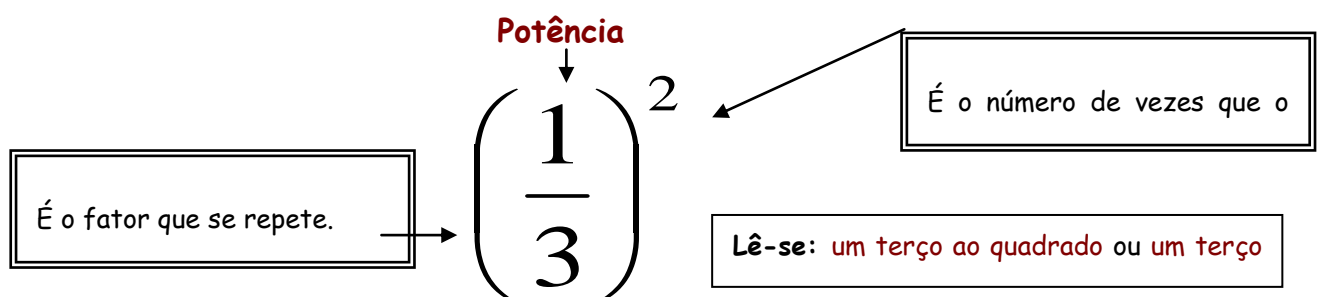 Potência
É o número de vezes que o
(1/3)²
É o fator que se repete.
Lê-se: um terço ao quadrado ou um terço